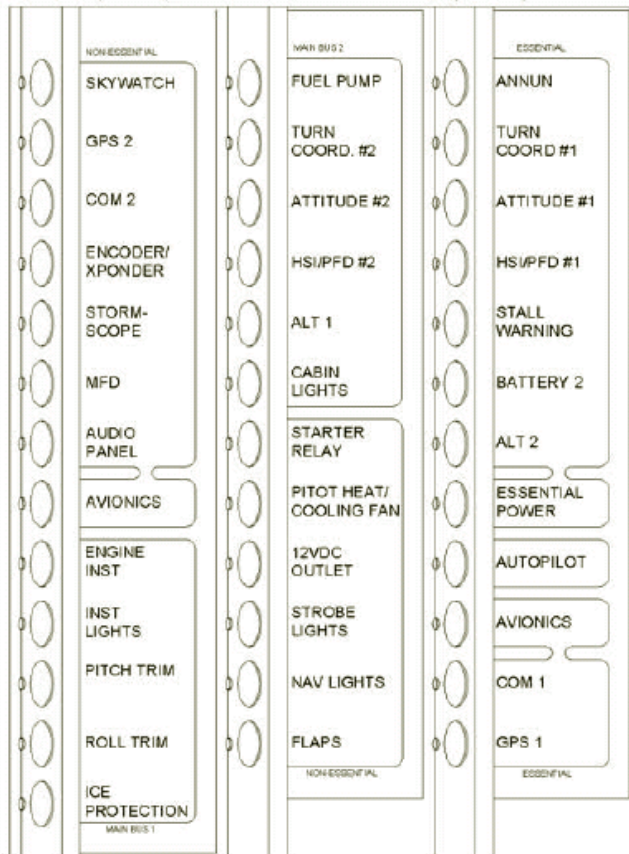 NON-ESSENTIAL
SKYWATCH
GPS 2
COM 2
ENCODER/
XPONDER
STORM-
SCOPE
MFD
AUDIO
PANEL
AVIONICS
ENGINE
INST
INST
LIGHTS
PITCH TRIM
ROLL TRIM
ICE
PROTECTION
MAIN BUS 1
MAIN BUS 2
FUEL PUMP
TURN
COORD. #2
ATTITUDE #2
HSI/PFD #2
ALT 1
CABIN
LIGHTS
STARTER
RELAY
PITOT HEAT/
COOLING FAN
12VDC
OUTLET
STROBE
LIGHTS
NAV LIGHTS
FLAPS
NON-ESSENTIAL
ESSENTIAL
ANNUN
TURN
COORD #1
ATTITUDE #1
HSI/PFD #1
STALL
WARNING
BATTERY 2
ALT 2
ESSENTIAL
POWER
AUTOPILOT
AVIONICS
COM 1
GPS 1
ESSENTIAL